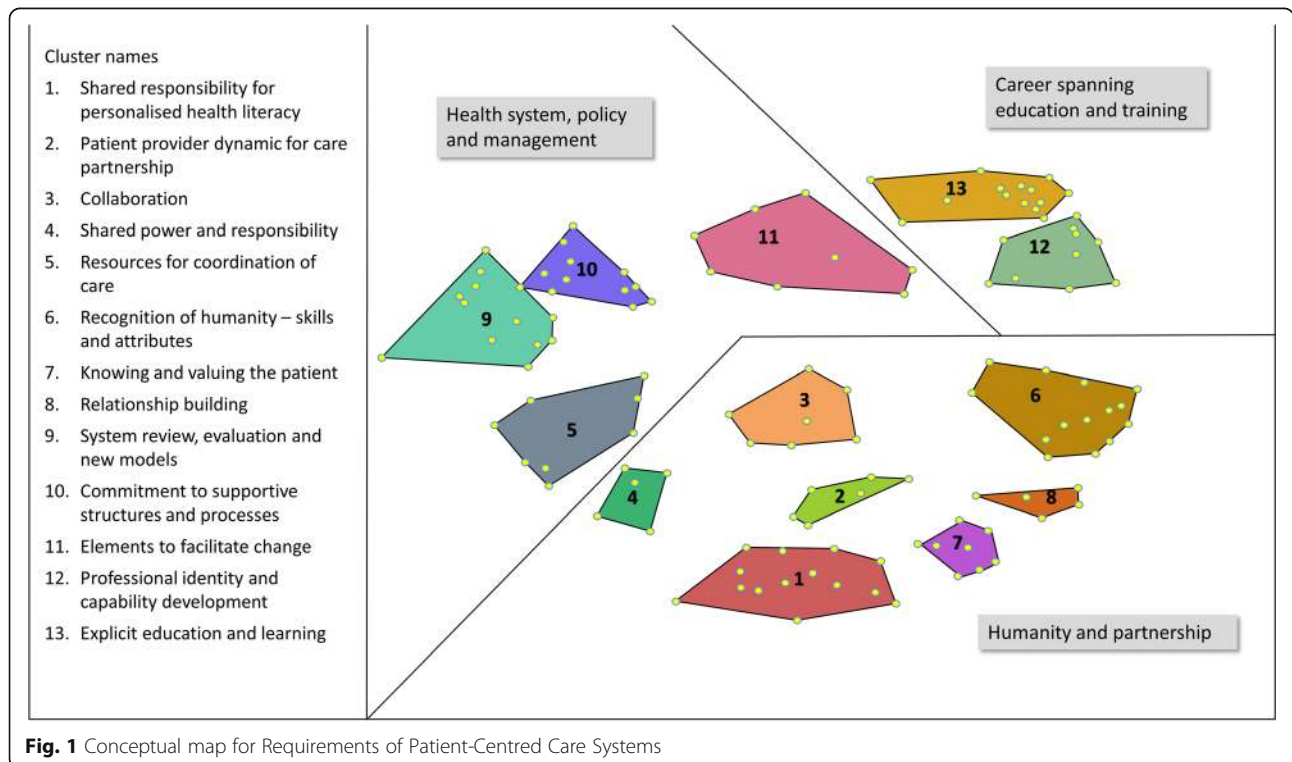 Cluster names
1. Shared responsibility for
personalised health literacy
2. Patient provider dynamic for care
partnership
3. Collaboration
4. Shared power and responsibility
5. Resources for coordination of
care
6. Recognition of humanity – skills
and attributes
7. Knowing and valuing the patient
8. Relationship building
9. System review, evaluation and
new models
10. Commitment to supportive
structures and processes
11. Elements to facilitate change
12. Professional identity and
capability development
13. Explicit education and learning
Health system, policy
and management
Career spanning
education and training
13
12
11
10
9
5
4
3
6
2
8
7
1
Humanity and partnership
Fig. 1 Conceptual map for Requirements of Patient-Centred Care Systems